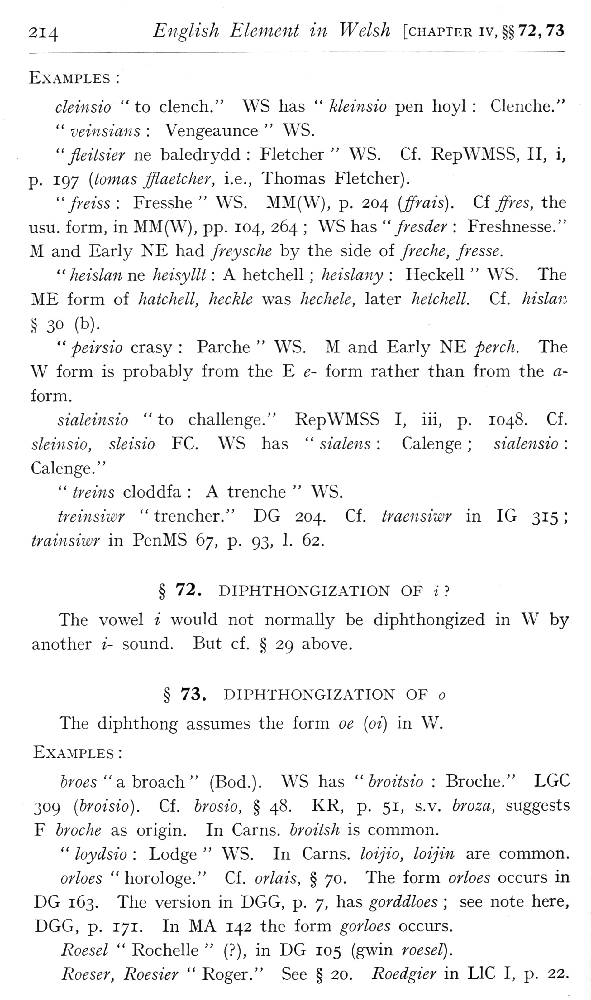 214 English Element in Welsh [CHAPTER IV, §§ 72, 73
EXAMPLES :
cleinsio “ to clench.” WS has “ kleinsio pen hoyl : Clenche.”
“ veinsians : Vengeaunce ” WS.
“ fleitsier ne baledrydd : Fletcher ” WS. Cf. RepWMSS, II, i,
p. 197 (tomas fflaetcher, i.e., Thomas Fletcher).
“ freiss : Fresshe ” WS. MM(W), p. 204 (ffrais). Cf ffres, the
usu. form, in MM(W), pp. 104, 264 ; WS has “ fresder : Freshnesse.”
M and Early NE had freysche by the side of freche, fresse.
“ heislan ne heisyllt : A hetchell ; heislany : Heckell ” WS. The
ME form of hatchell, heckle was hechele, later hetchell. Cf. hislan
§ 30 (b).
“ peirsio crasy : Parche ” WS. M and Early NE perch. The
W form is probably from the E e- form rather than from the a-
form.
sialeinsio “ to challenge.” RepWMSS I, iii, p. 1048. Cf.
sleinsio, sleisio FC. WS has “ sialens : Calenge ; sialensio :
Calenge.”
“ treins cloddfa : A trenche ” WS.
treinsiwr “ trencher.” DG 204. Cf. traensiwr in IG 315 ;
trainsiwr in PenMS 67, p. 93, l. 62.
§ 72. DIPHTHONGIZATION OF i ?
The vowel i would not normally be diphthongized in W by
another i- sound. But cf. § 29 above.
§ 73. DIPHTHONGIZATION OF o
The diphthong assumes the form oe (oi) in W.
EXAMPLES :
broes “ a broach ” (Bod.). WS has “ broitsio : Broche.” LGC
309 (broisio). Cf. brosio, § 48. KR, p. 51, s.v. broza, suggests
F broche as origin. In Carns. broitsh is common.
“ loydsio : Lodge ” WS. In Carns. loijio, loijin are common.
orloes “ horologe.” Cf. orlais, § 70. The form orloes occurs in
DG 163. The version in DGG, p. 7, has gorddloes ; see note here,
DGG, p. 171. In MA 142 the form gorloes occurs.
Roesel “ Rochelle ” (?), in DG 105 (gwin roesel).
Roeser, Roesier “ Roger.” See § 20. Roedgier in LlC I, p. 22.